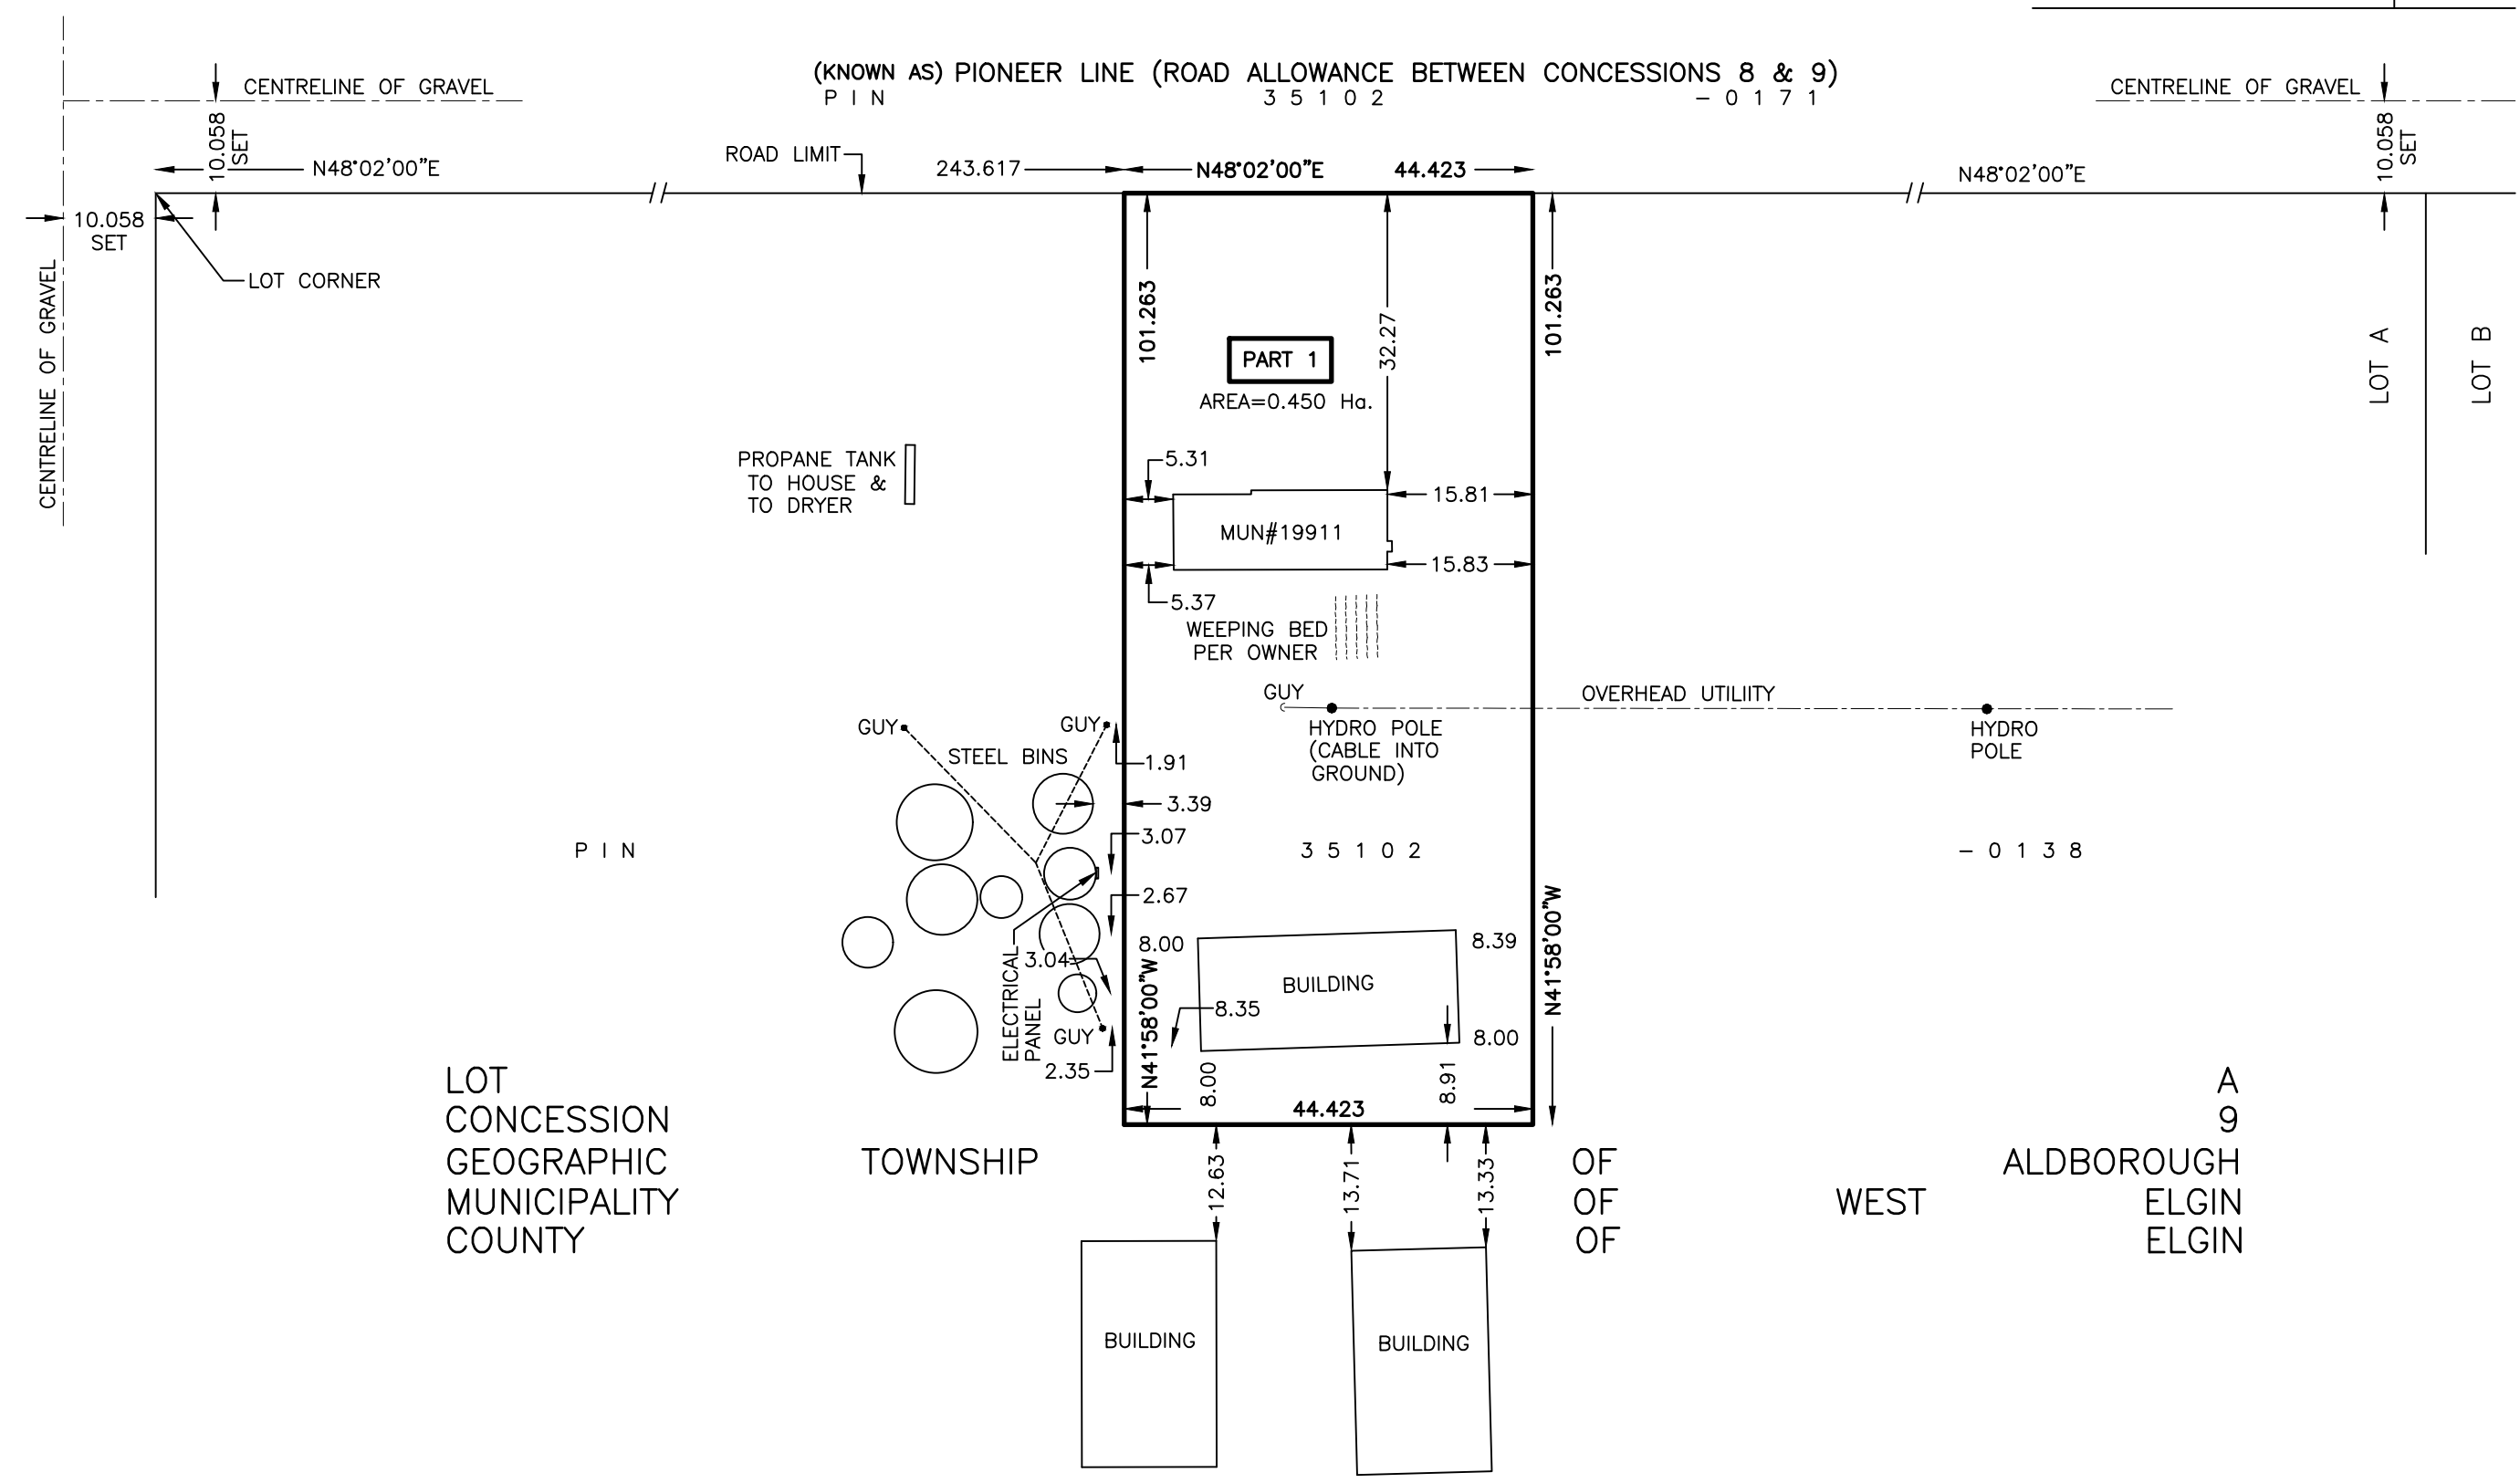 (KNOWN AS) PIONEER LINE (ROAD ALLOWANCE BETWEEN CONCESSIONS 8 & 9)
PIN 35102 -0171
CENTRELINE OF GRAVEL
CENTRELINE OF GRAVEL
10.058
SET
10.058
SET
N48°02'00"E
ROAD LIMIT
243.617
N48°02'00"E 44.423
N48°02'00"E
10.058
SET
LOT CORNER
CENTRELINE OF GRAVEL
101.263
32.27
101.263
LOT A
LOT B
PART 1
AREA=0.450 Ha.
PROPANE TANK
TO HOUSE &
TO DRYER
5.31
15.81
MUN#19911
15.83
5.37
WEEPING BED
PER OWNER
GUY
OVERHEAD UTILIITY
HYDRO POLE
(CABLE INTO
GROUND)
HYDRO
POLE
GUY
GUY
STEEL BINS
1.91
3.39
3.07
PIN 35102 -0138
2.67
8.00
8.39
3.04
BUILDING
8.35
ELECTRICAL
PANEL
GUY
2.35
N41°58'00"W
N41°58'00"W
8.00
8.00
8.91
44.423
LOT A
CONCESSION 9
GEOGRAPHIC TOWNSHIP OF ALDBOROUGH
MUNICIPALITY OF WEST ELGIN
COUNTY OF ELGIN
12.63
13.71
13.33
BUILDING
BUILDING